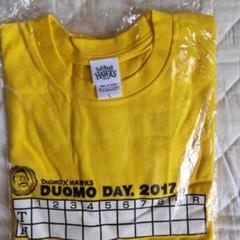 SoftBank
HAWKS
DUOMO X HAWKS
DUOMO DAY. 2017
1 2 3 4 5 6 7 8 9 R
T
H